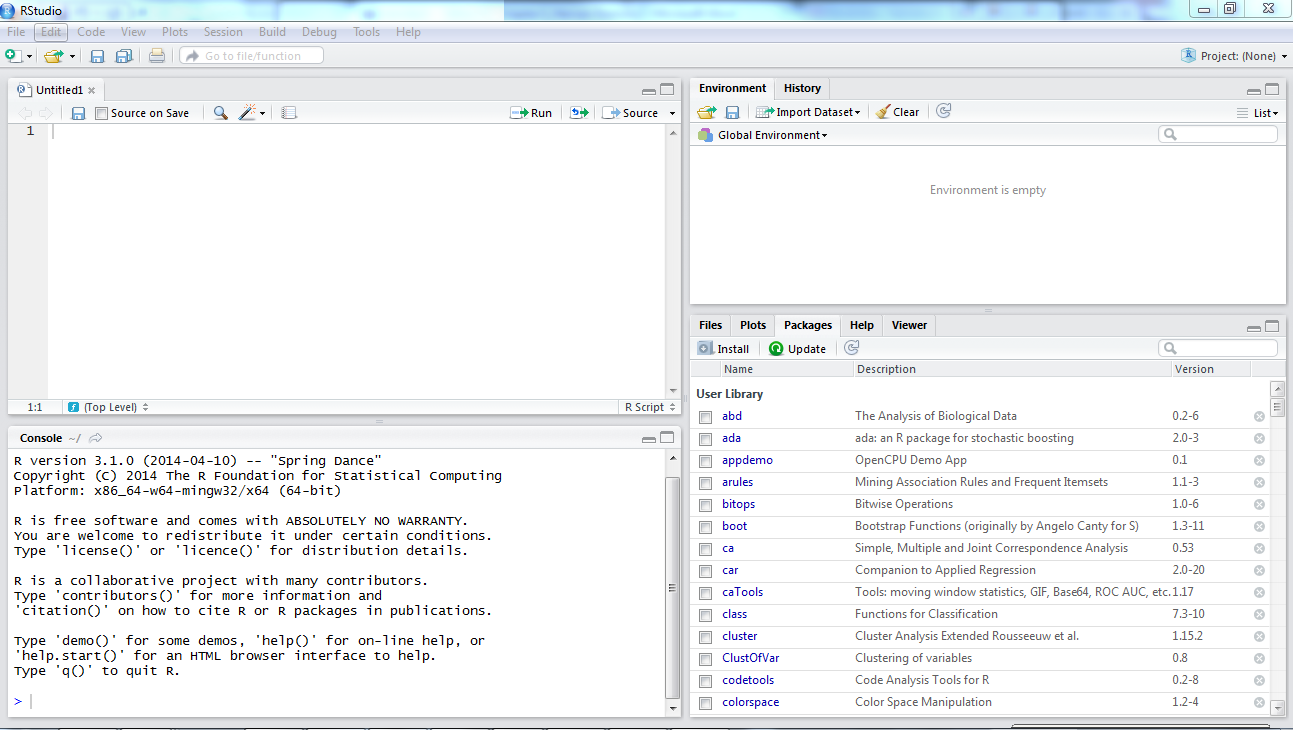 RStudio
File Edit Code View Plots Session Build Debug Tools Help
Go to file/function
Project: (None)
Untitled1
Source on Save
Run
Source
1
1:1
(Top Level)
R Script
Console ~/
R version 3.1.0 (2014-04-10) -- "Spring Dance"
Copyright (C) 2014 The R Foundation for Statistical Computing
Platform: x86_64-w64-mingw32/x64 (64-bit)
R is free software and comes with ABSOLUTELY NO WARRANTY.
You are welcome to redistribute it under certain conditions.
Type 'license()' or 'licence()' for distribution details.
R is a collaborative project with many contributors.
Type 'contributors()' for more information and
'citation()' on how to cite R or R packages in publications.
Type 'demo()' for some demos, 'help()' for on-line help, or
'help.start()' for an HTML browser interface to help.
Type 'q()' to quit R.
>
Environment History
Import Dataset
Clear
List
Global Environment
Environment is empty
Files Plots Packages Help Viewer
Install Update
Name Description Version
User Library
abd The Analysis of Biological Data 0.2-6
ada ada: an R package for stochastic boosting 2.0-3
appdemo OpenCPU Demo App 0.1
arules Mining Association Rules and Frequent Itemsets 1.1-3
bitops Bitwise Operations 1.0-6
boot Bootstrap Functions (originally by Angelo Canty for S) 1.3-11
ca Simple, Multiple and Joint Correspondence Analysis 0.53
car Companion to Applied Regression 2.0-20
caTools Tools: moving window statistics, GIF, Base64, ROC AUC, etc. 1.17
class Functions for Classification 7.3-10
cluster Cluster Analysis Extended Rousseeuw et al. 1.15.2
ClustOfVar Clustering of variables 0.8
codetools Code Analysis Tools for R 0.2-8
colorspace Color Space Manipulation 1.2-4